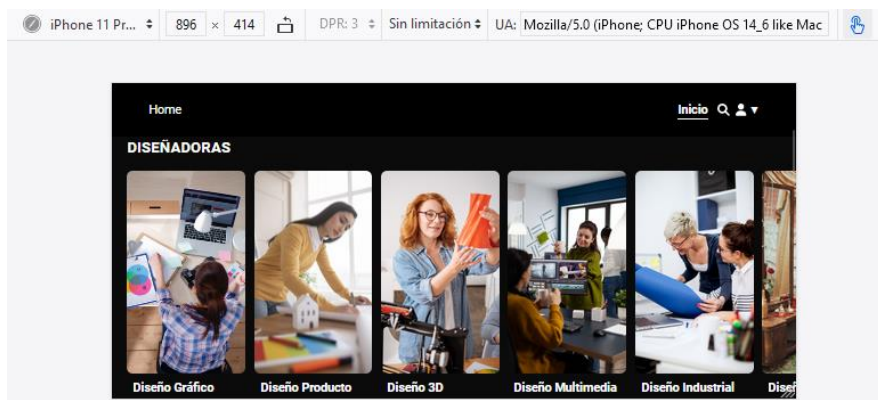 iPhone 11 Pr... 896 × 414 DPR: 3 Sin limitación UA: Mozilla/5.0 (iPhone; CPU iPhone OS 14_6 like Mac
Home Inicio
DISEÑADORAS
Diseño Gráfico Diseño Producto Diseño 3D Diseño Multimedia Diseño Industrial